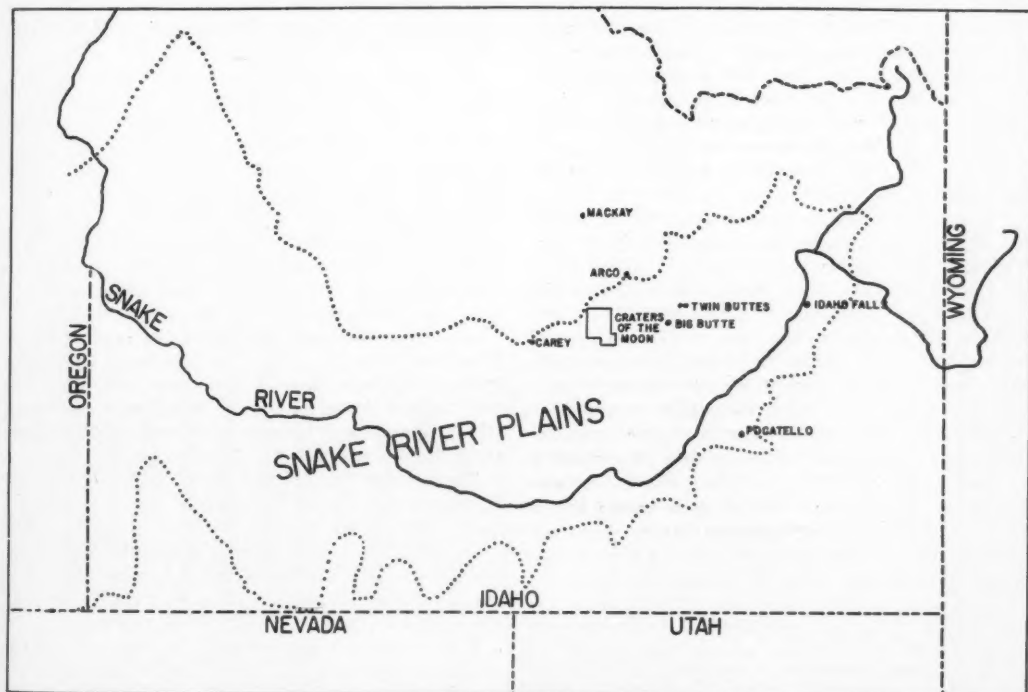 MACKAY
ARCO
TWIN BUTTES
CRATERS
OF THE
MOON
BIG BUTTE
IDAHO FALLS
WYOMING
SNAKE
CAREY
OREGON
RIVER
SNAKE RIVER PLAINS
POCATELLO
IDAHO
NEVADA
UTAH